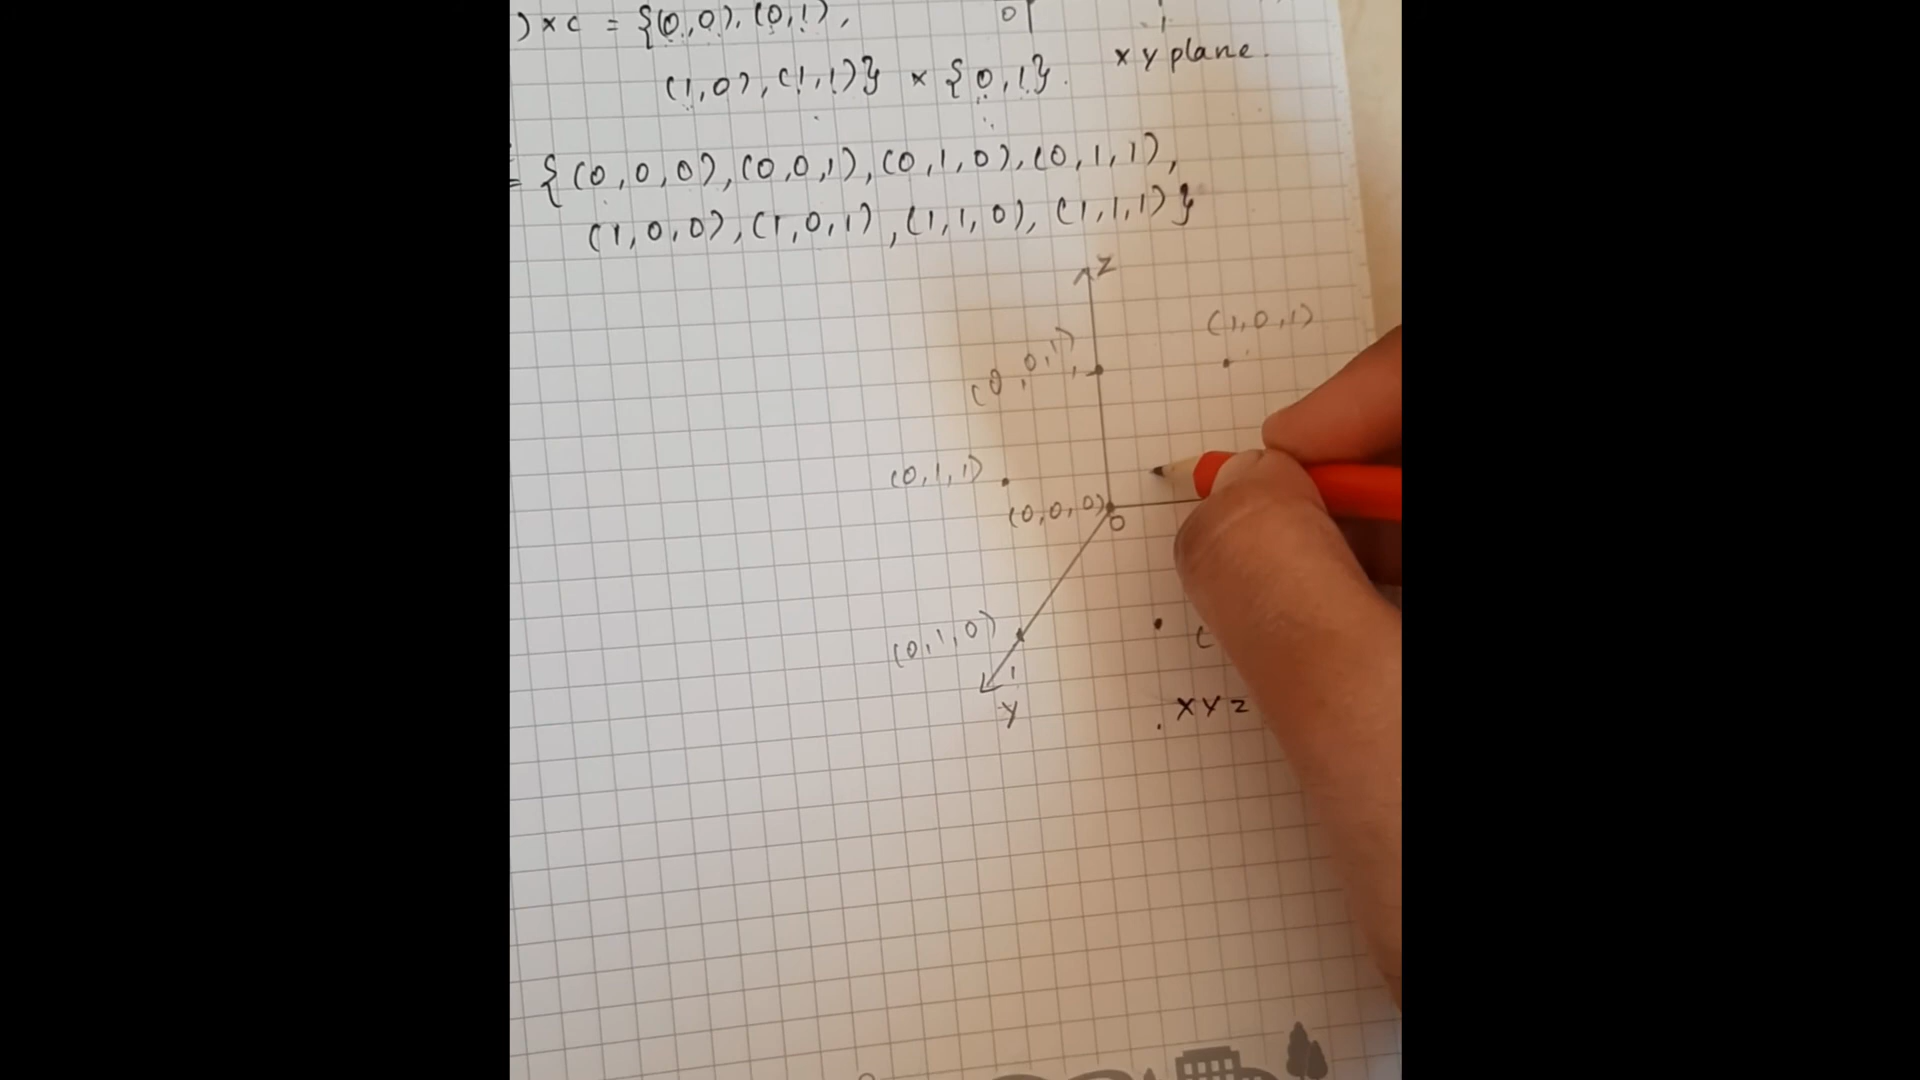 ) × C = {(0,0), (0,1),
(1,0), (1,1)} × {0,1}.
0
1
xy plane.
= {(0,0,0), (0,0,1), (0,1,0), (0,1,1),
(1,0,0), (1,0,1), (1,1,0), (1,1,1)}
z
(1,0,1)
(0,0,1)
(0,1,1)
(0,0,0)
0
(0,1,0)
(
1
y
xyz